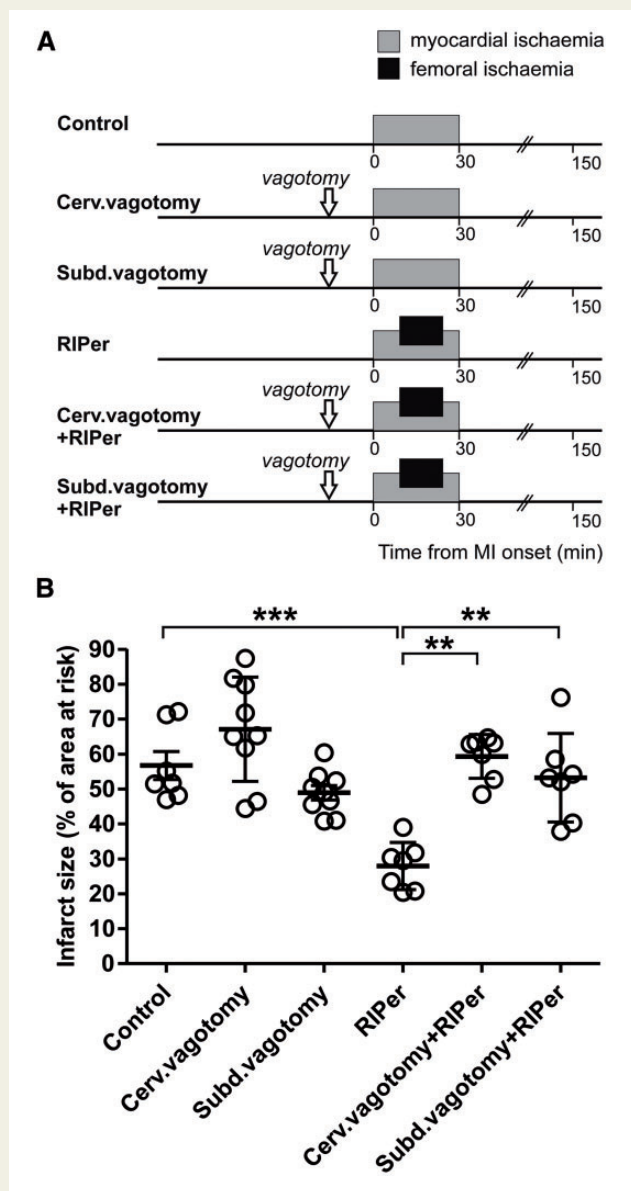 A
myocardial ischaemia
femoral ischaemia
Control
0 30 150
vagotomy
Cerv.vagotomy
0 30 150
vagotomy
Subd.vagotomy
0 30 150
RIPer
0 30 150
vagotomy
Cerv.vagotomy
+RIPer
0 30 150
vagotomy
Subd.vagotomy
+RIPer
0 30 150
Time from MI onset (min)
B
*** **
**
Infarct size (% of area at risk)
90
80
70
60
50
40
30
20
10
0
Control
Cerv.vagotomy
Subd.vagotomy
RIPer
Cerv.vagotomy+RIPer
Subd.vagotomy+RIPer